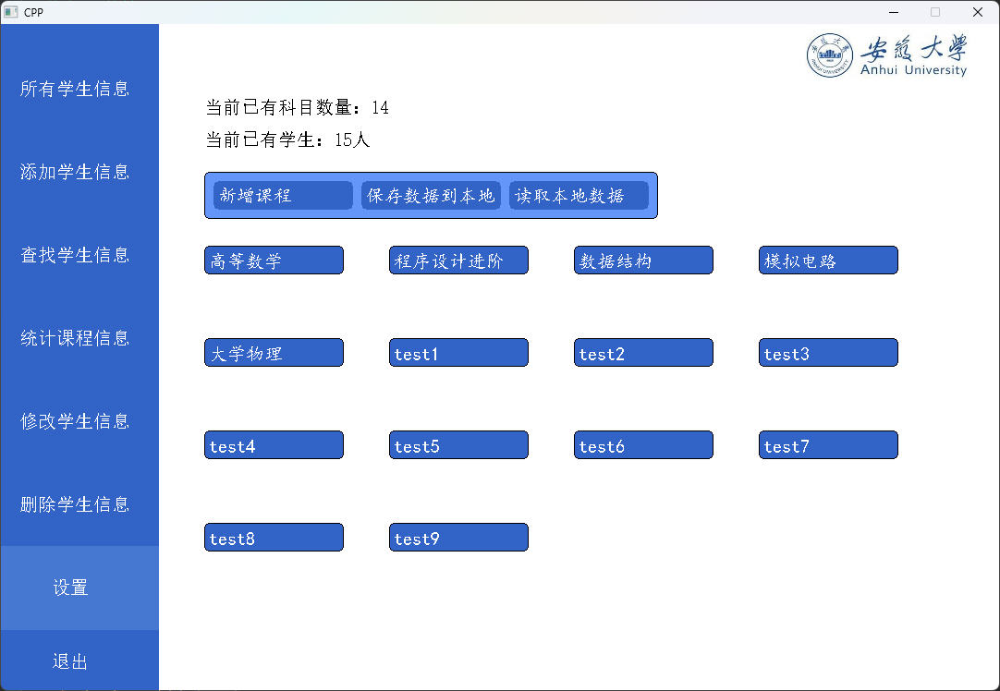 CPP
所有学生信息
添加学生信息
查找学生信息
统计课程信息
修改学生信息
删除学生信息
设置
退出
安徽大学
Anhui University
当前已有科目数量：14
当前已有学生：15人
新增课程 保存数据到本地 读取本地数据
高等数学 程序设计进阶 数据结构 模拟电路
大学物理 test1 test2 test3
test4 test5 test6 test7
test8 test9